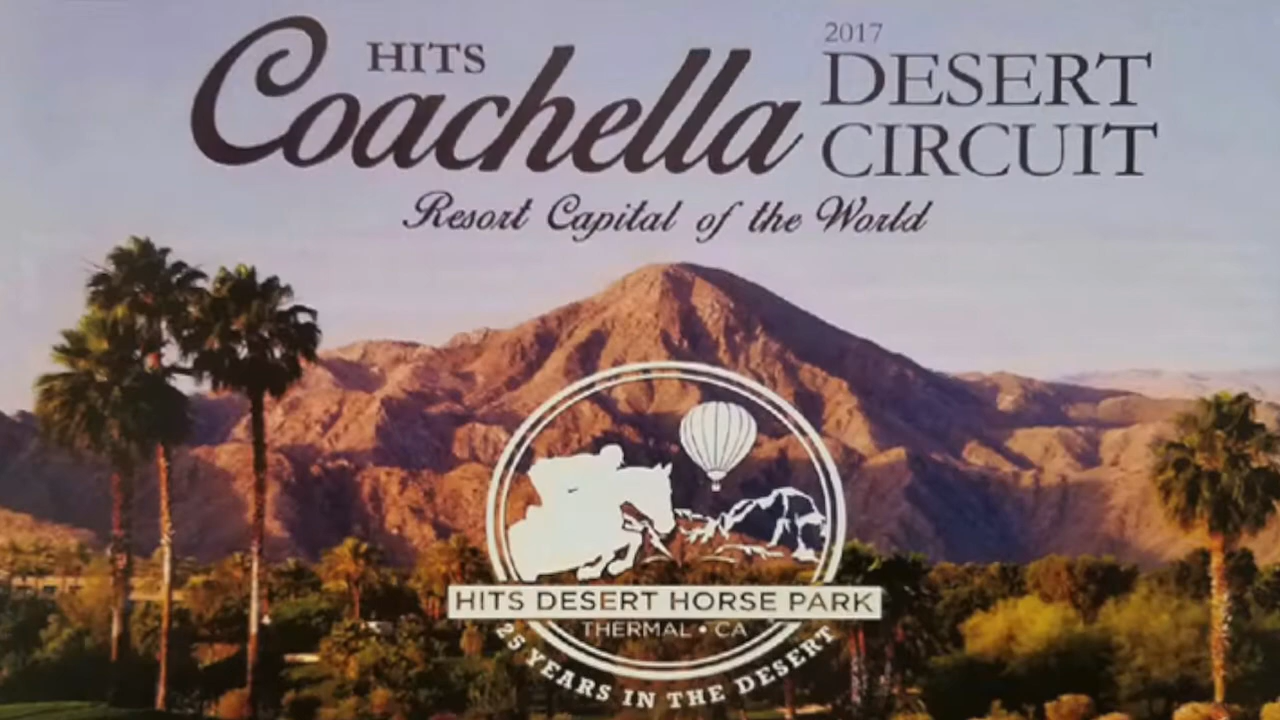 HITS
Coachella
2017
DESERT
CIRCUIT
Resort Capital of the World
HITS DESERT HORSE PARK
THERMAL • CA
25 YEARS IN THE DESERT